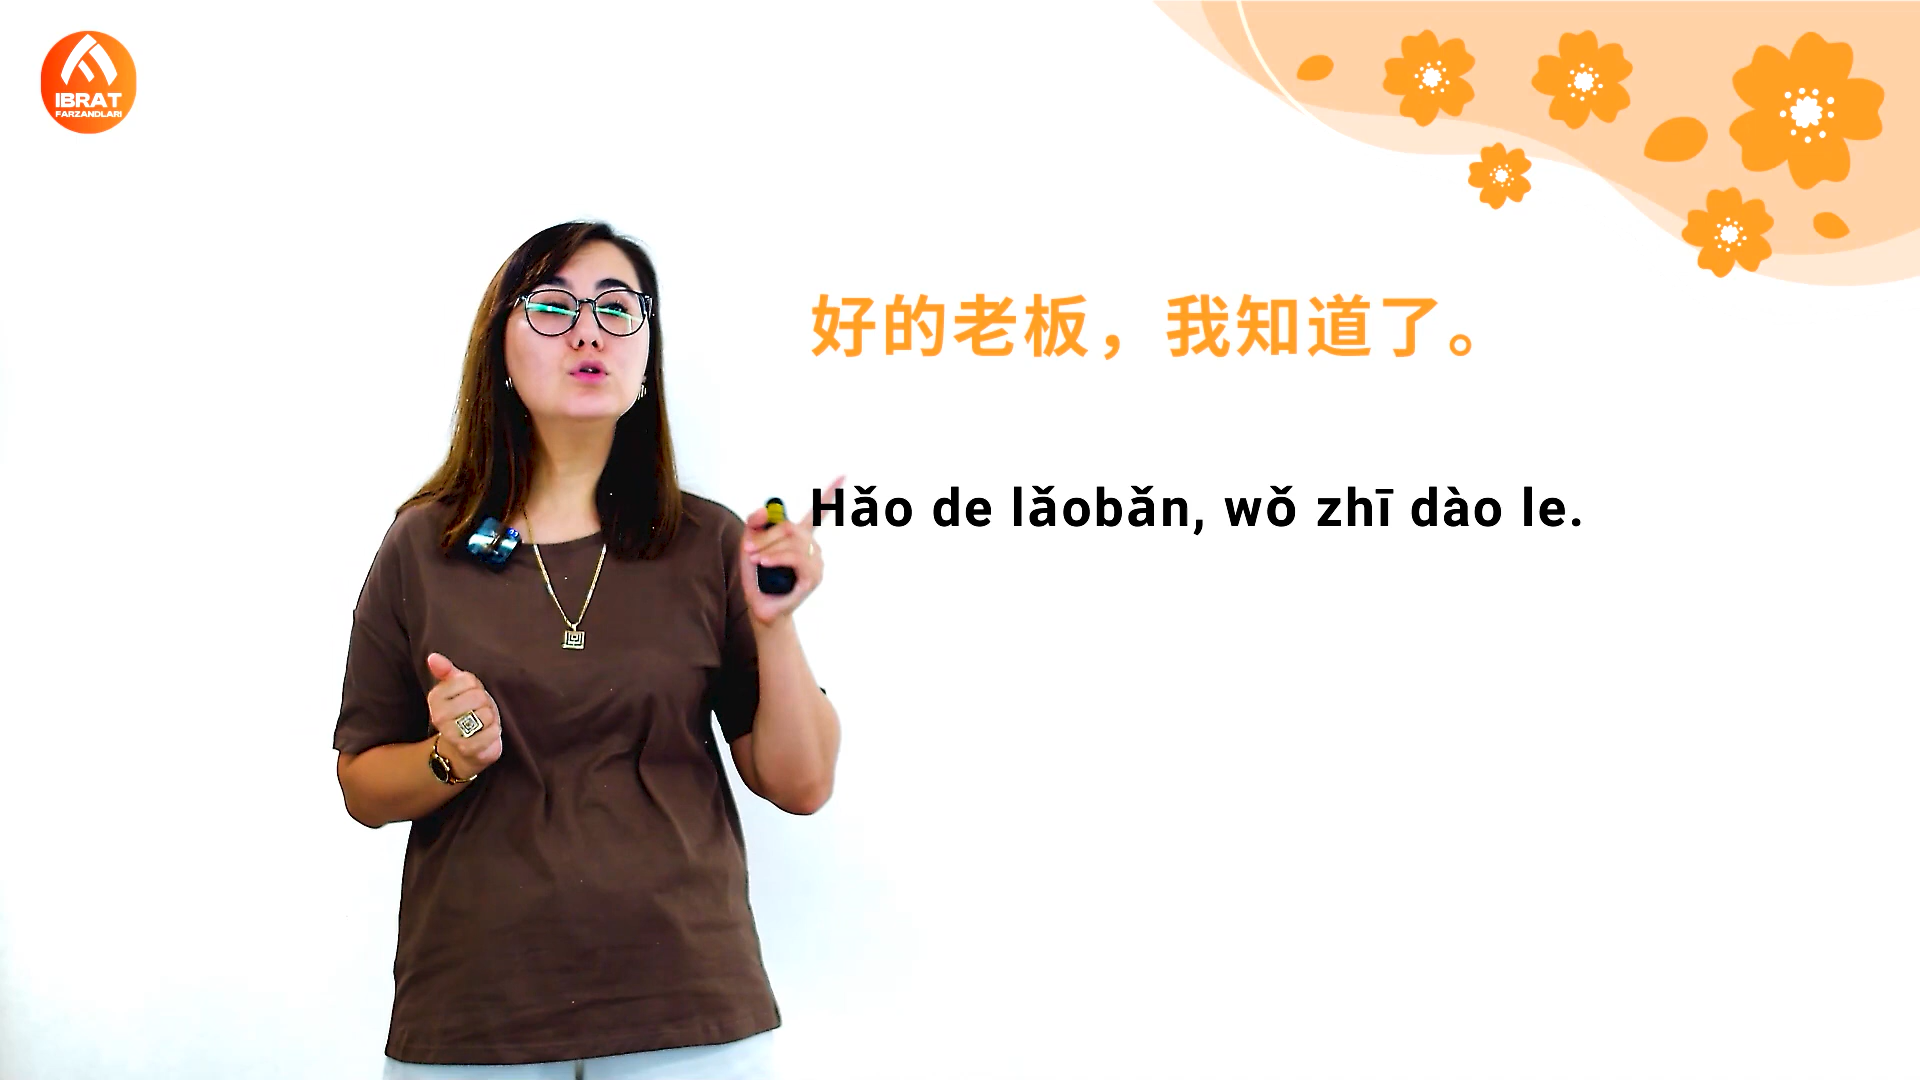 IBRAT
FARZANDLARI
好的老板，我知道了。
Hǎo de lǎobǎn, wǒ zhī dào le.